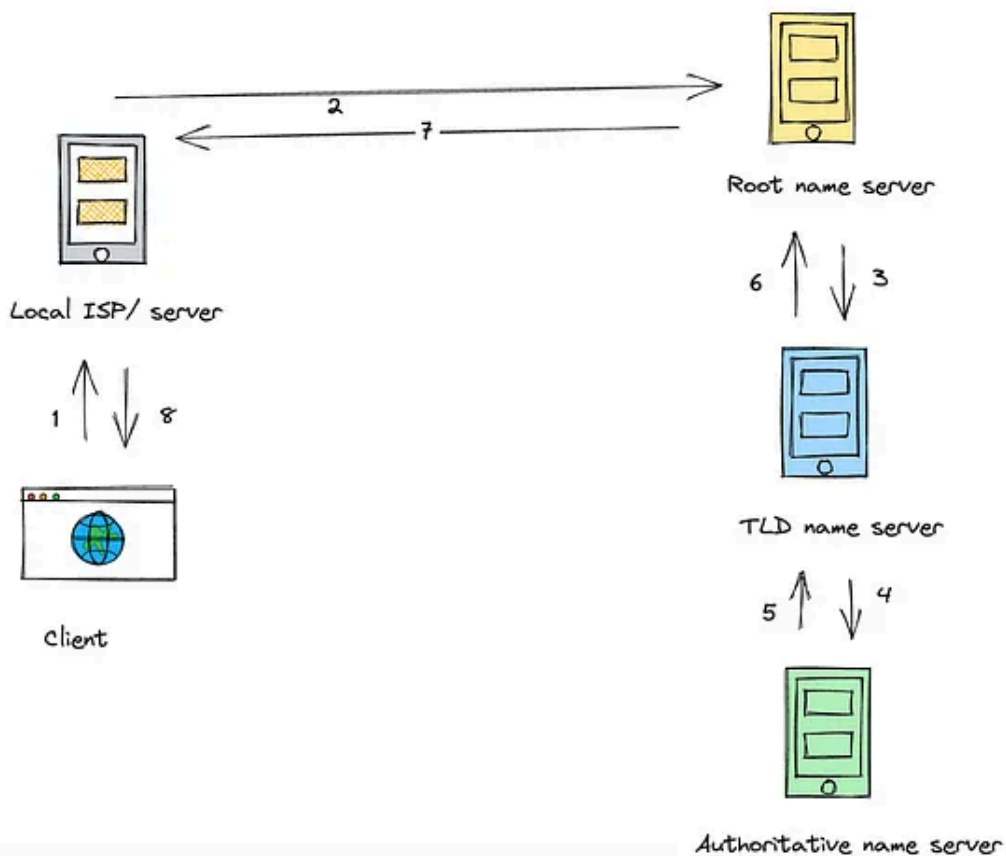 2
7
Root name server
6
3
Local ISP/ server
1
8
TLD name server
5
4
Client
Authoritative name server